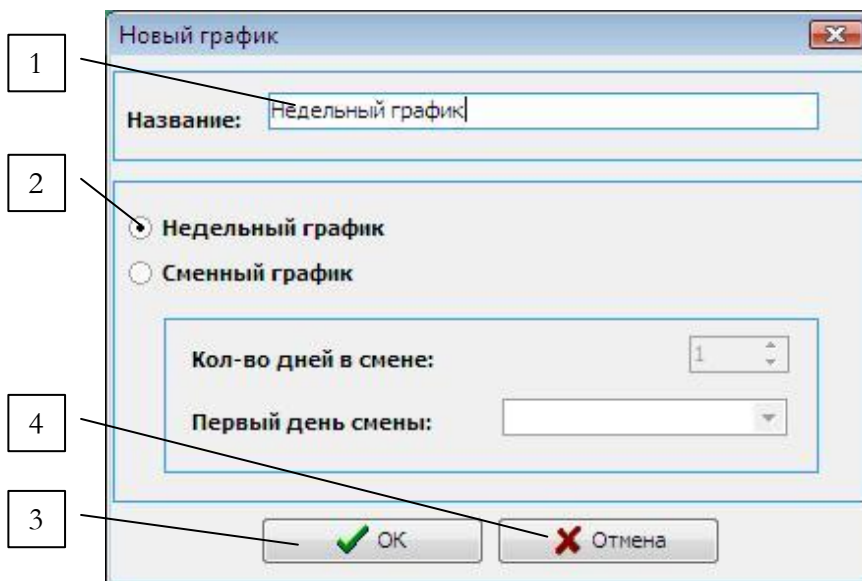 Новый график
1
Название: Недельный график
2
Недельный график
Сменный график
Кол-во дней в смене: 1
4
Первый день смены:
3
ОК Отмена